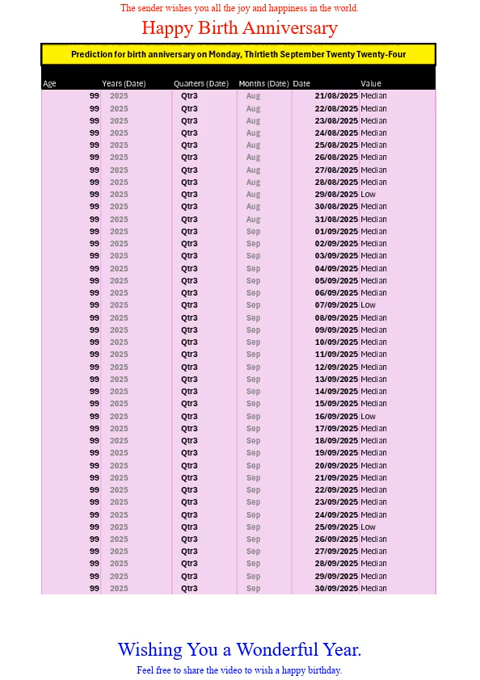 The sender wishes you all the joy and happiness in the world.
Happy Birth Anniversary
Prediction for birth anniversary on Monday, Thirtieth September Twenty Twenty-Four
Age Years (Date) Quarters (Date) Months (Date) Date Value
99 2025 Qtr3 Aug 21/08/2025 Median
99 2025 Qtr3 Aug 22/08/2025 Median
99 2025 Qtr3 Aug 23/08/2025 Median
99 2025 Qtr3 Aug 24/08/2025 Median
99 2025 Qtr3 Aug 25/08/2025 Median
99 2025 Qtr3 Aug 26/08/2025 Median
99 2025 Qtr3 Aug 27/08/2025 Median
99 2025 Qtr3 Aug 28/08/2025 Median
99 2025 Qtr3 Aug 29/08/2025 Low
99 2025 Qtr3 Aug 30/08/2025 Median
99 2025 Qtr3 Aug 31/08/2025 Median
99 2025 Qtr3 Sep 01/09/2025 Median
99 2025 Qtr3 Sep 02/09/2025 Median
99 2025 Qtr3 Sep 03/09/2025 Median
99 2025 Qtr3 Sep 04/09/2025 Median
99 2025 Qtr3 Sep 05/09/2025 Median
99 2025 Qtr3 Sep 06/09/2025 Median
99 2025 Qtr3 Sep 07/09/2025 Low
99 2025 Qtr3 Sep 08/09/2025 Median
99 2025 Qtr3 Sep 09/09/2025 Median
99 2025 Qtr3 Sep 10/09/2025 Median
99 2025 Qtr3 Sep 11/09/2025 Median
99 2025 Qtr3 Sep 12/09/2025 Median
99 2025 Qtr3 Sep 13/09/2025 Median
99 2025 Qtr3 Sep 14/09/2025 Median
99 2025 Qtr3 Sep 15/09/2025 Median
99 2025 Qtr3 Sep 16/09/2025 Low
99 2025 Qtr3 Sep 17/09/2025 Median
99 2025 Qtr3 Sep 18/09/2025 Median
99 2025 Qtr3 Sep 19/09/2025 Median
99 2025 Qtr3 Sep 20/09/2025 Median
99 2025 Qtr3 Sep 21/09/2025 Median
99 2025 Qtr3 Sep 22/09/2025 Median
99 2025 Qtr3 Sep 23/09/2025 Median
99 2025 Qtr3 Sep 24/09/2025 Median
99 2025 Qtr3 Sep 25/09/2025 Low
99 2025 Qtr3 Sep 26/09/2025 Median
99 2025 Qtr3 Sep 27/09/2025 Median
99 2025 Qtr3 Sep 28/09/2025 Median
99 2025 Qtr3 Sep 29/09/2025 Median
99 2025 Qtr3 Sep 30/09/2025 Median
Wishing You a Wonderful Year.
Feel free to share the video to wish a happy birthday.